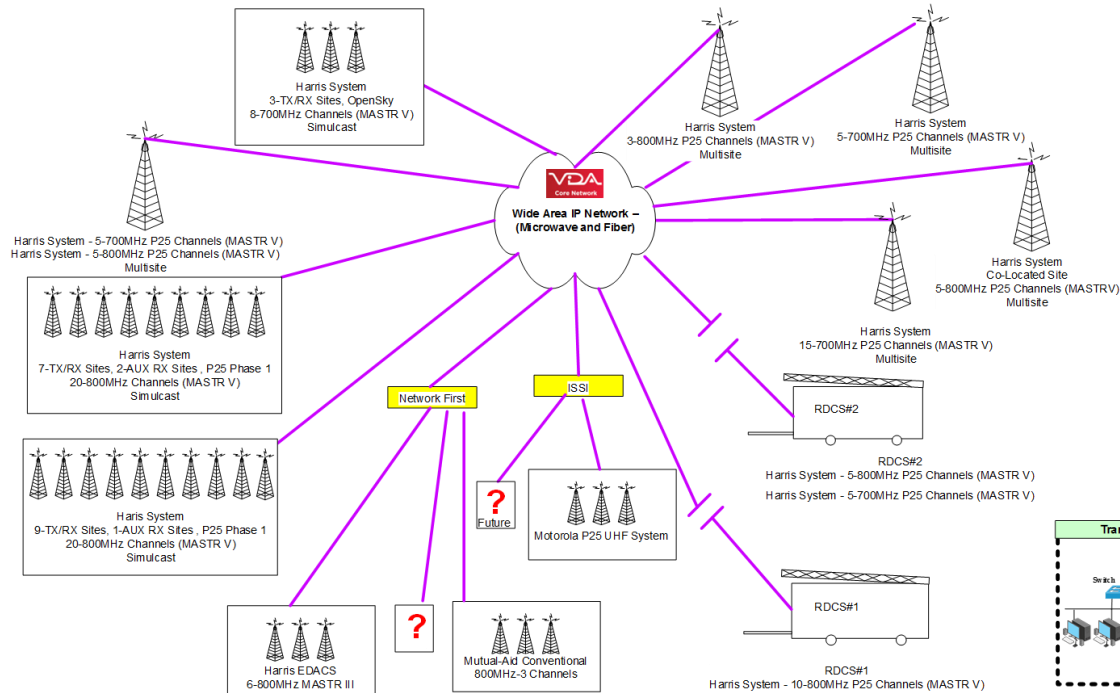 Harris System
3-TX/RX Sites, OpenSky
8-700MHz Channels (MASTR V)
Simulcast
Harris System
3-800MHz P25 Channels (MASTR V)
Multisite
Harris System
5-700MHz P25 Channels (MASTR V)
Multisite
VDA
Core Network
Wide Area IP Network –
(Microwave and Fiber)
Harris System - 5-700MHz P25 Channels (MASTR V)
Harris System - 5-800MHz P25 Channels (MASTR V)
Multisite
Harris System
Co-Located Site
5-800MHz P25 Channels (MASTR V)
Multisite
Harris System
15-700MHz P25 Channels (MASTR V)
Multisite
Harris System
7-TX/RX Sites, 2-AUX RX Sites , P25 Phase 1
20-800MHz Channels (MASTR V)
Simulcast
Network First
ISSI
RDCS#2
RDCS#2
Harris System - 5-800MHz P25 Channels (MASTR V)
Harris System - 5-700MHz P25 Channels (MASTR V)
Haris System
9-TX/RX Sites, 1-AUX RX Sites , P25 Phase 1
20-800MHz Channels (MASTR V)
Simulcast
?
Future
Motorola P25 UHF System
Switch
RDCS#1
?
Harris EDACS
6-800MHz MASTR III
Mutual-Aid Conventional
800MHz-3 Channels
RDCS#1
Harris System - 10-800MHz P25 Channels (MASTR V)